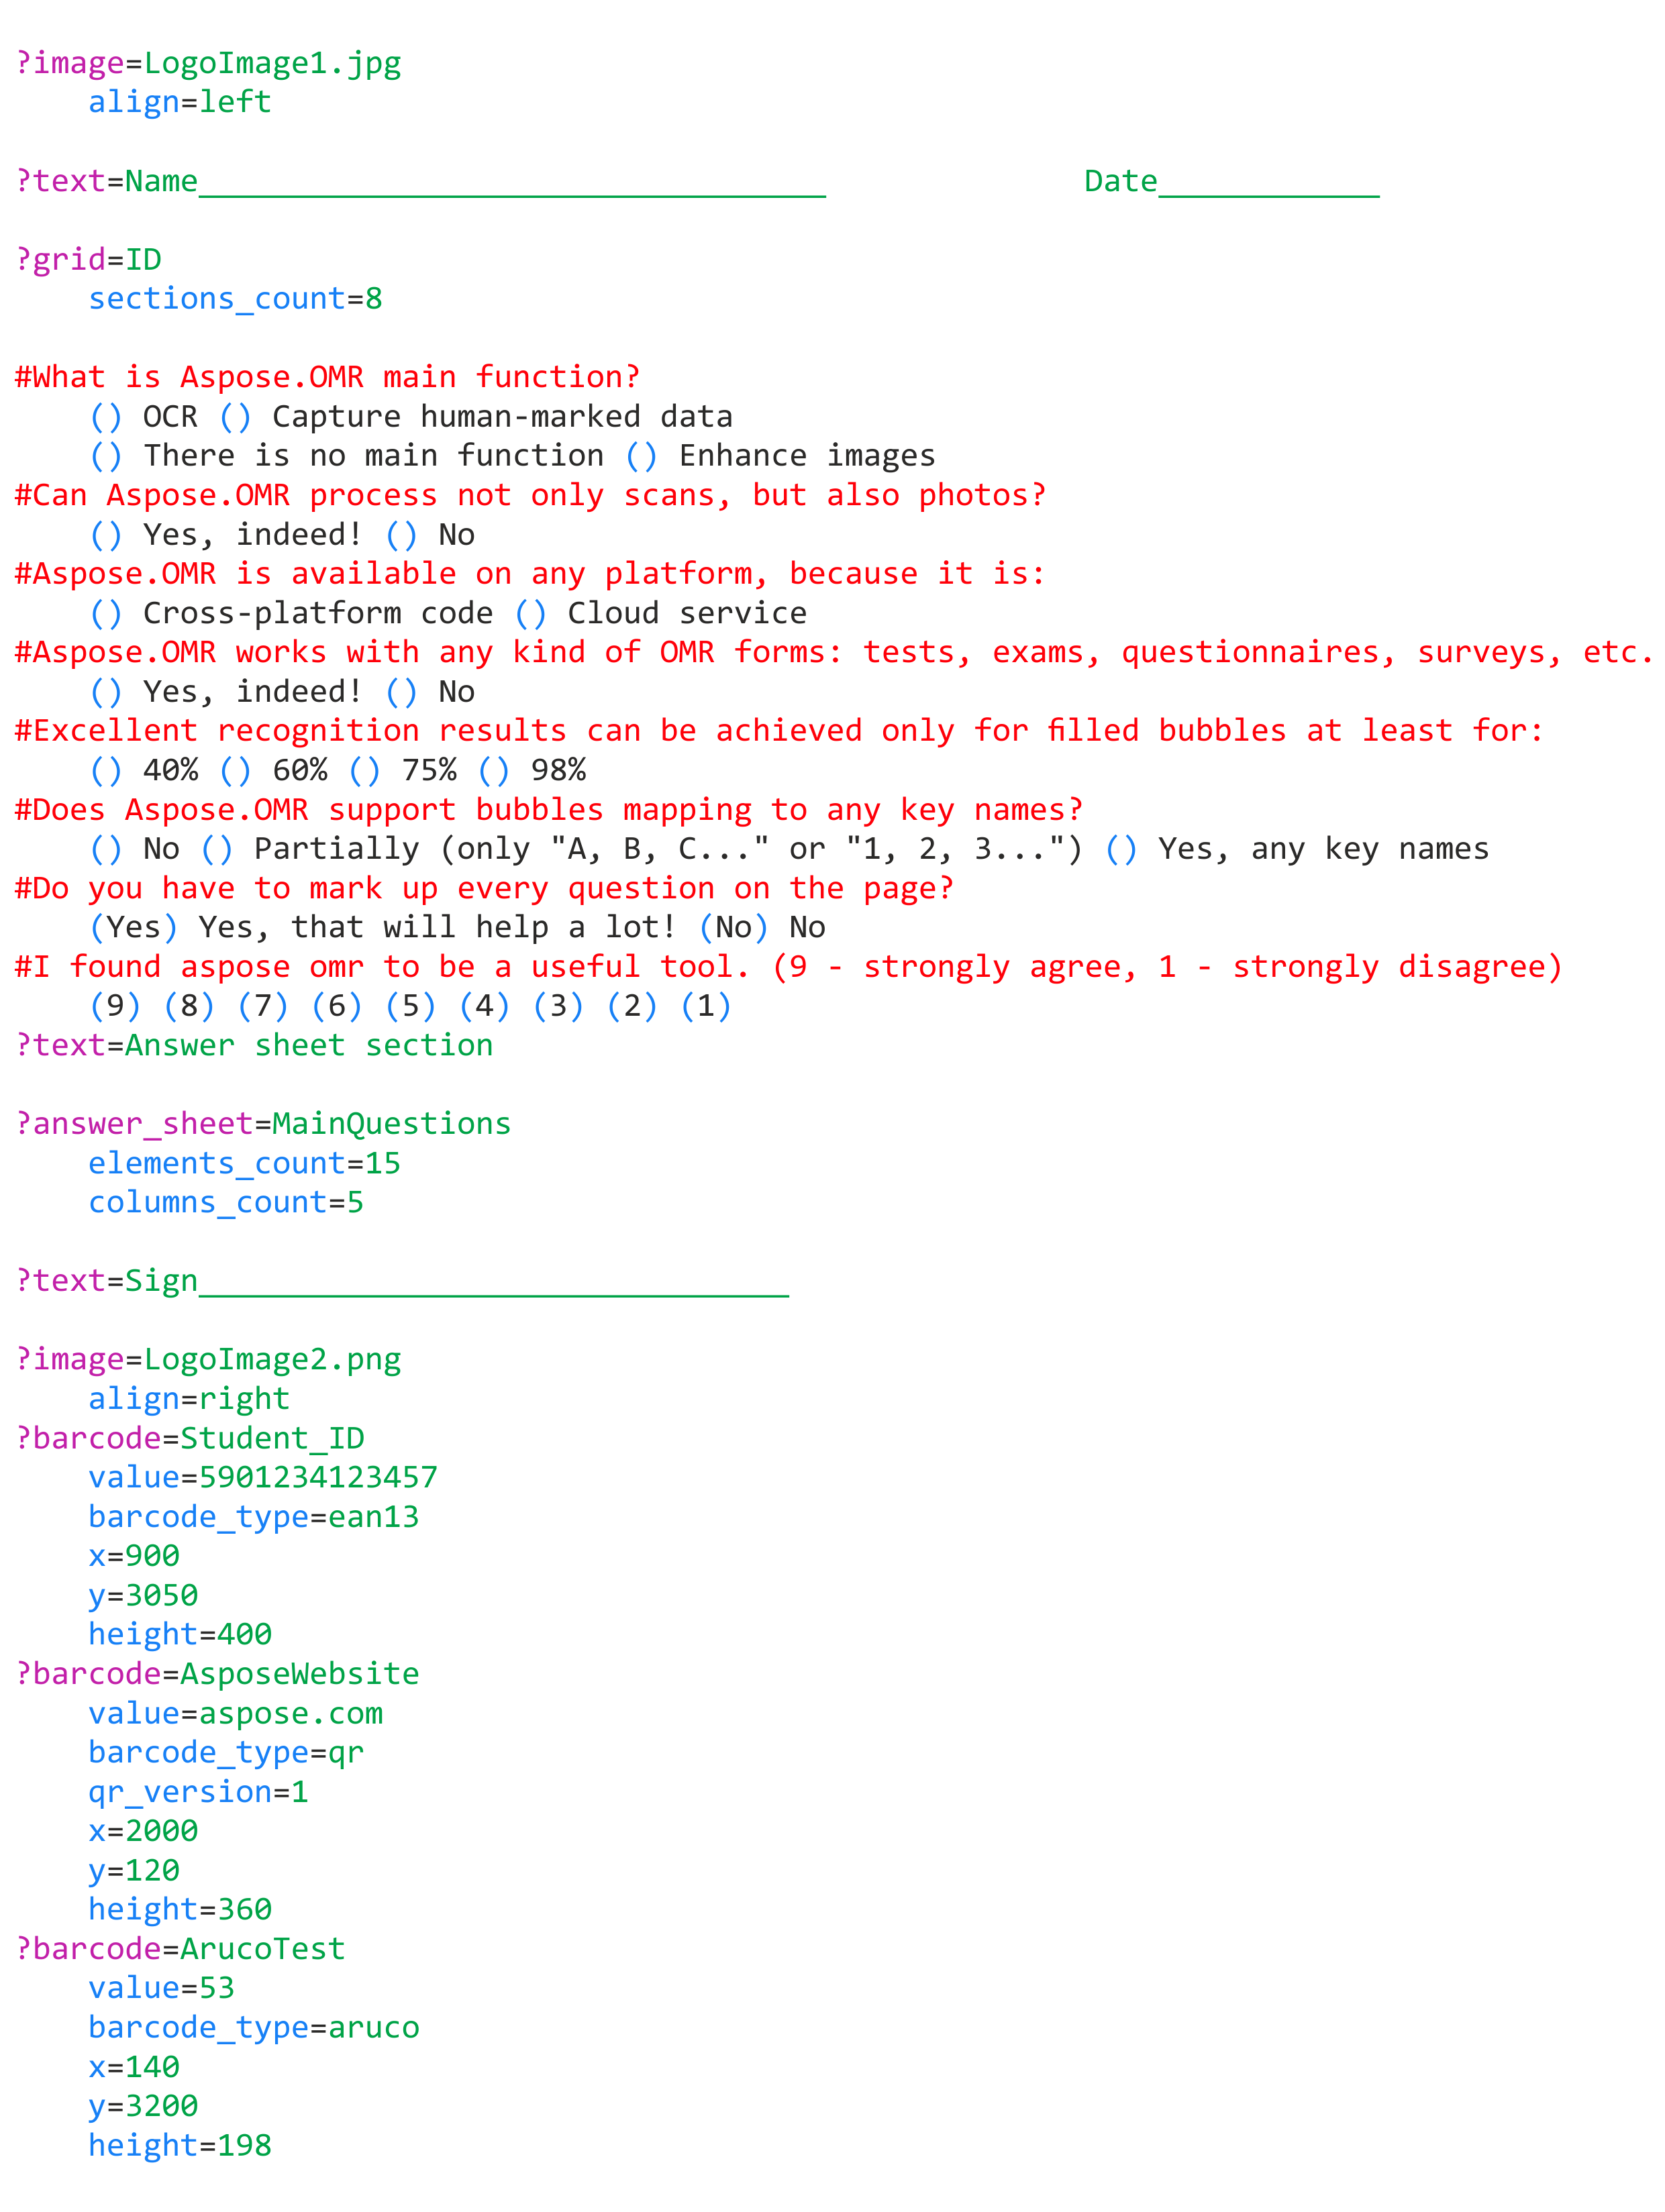 ?image=LogoImage1.jpg
    align=left

?text=Name__________________________________              Date____________

?grid=ID
    sections_count=8

#What is Aspose.OMR main function?
    () OCR () Capture human-marked data
    () There is no main function () Enhance images
#Can Aspose.OMR process not only scans, but also photos?
    () Yes, indeed! () No
#Aspose.OMR is available on any platform, because it is:
    () Cross-platform code () Cloud service
#Aspose.OMR works with any kind of OMR forms: tests, exams, questionnaires, surveys, etc.
    () Yes, indeed! () No
#Excellent recognition results can be achieved only for filled bubbles at least for:
    () 40% () 60% () 75% () 98%
#Does Aspose.OMR support bubbles mapping to any key names?
    () No () Partially (only "A, B, C..." or "1, 2, 3...") () Yes, any key names
#Do you have to mark up every question on the page?
    (Yes) Yes, that will help a lot! (No) No
#I found aspose omr to be a useful tool. (9 - strongly agree, 1 - strongly disagree)
    (9) (8) (7) (6) (5) (4) (3) (2) (1)
?text=Answer sheet section

?answer_sheet=MainQuestions
    elements_count=15
    columns_count=5

?text=Sign________________________________

?image=LogoImage2.png
    align=right
?barcode=Student_ID
    value=5901234123457
    barcode_type=ean13
    x=900
    y=3050
    height=400
?barcode=AsposeWebsite
    value=aspose.com
    barcode_type=qr
    qr_version=1
    x=2000
    y=120
    height=360
?barcode=ArucoTest
    value=53
    barcode_type=aruco
    x=140
    y=3200
    height=198